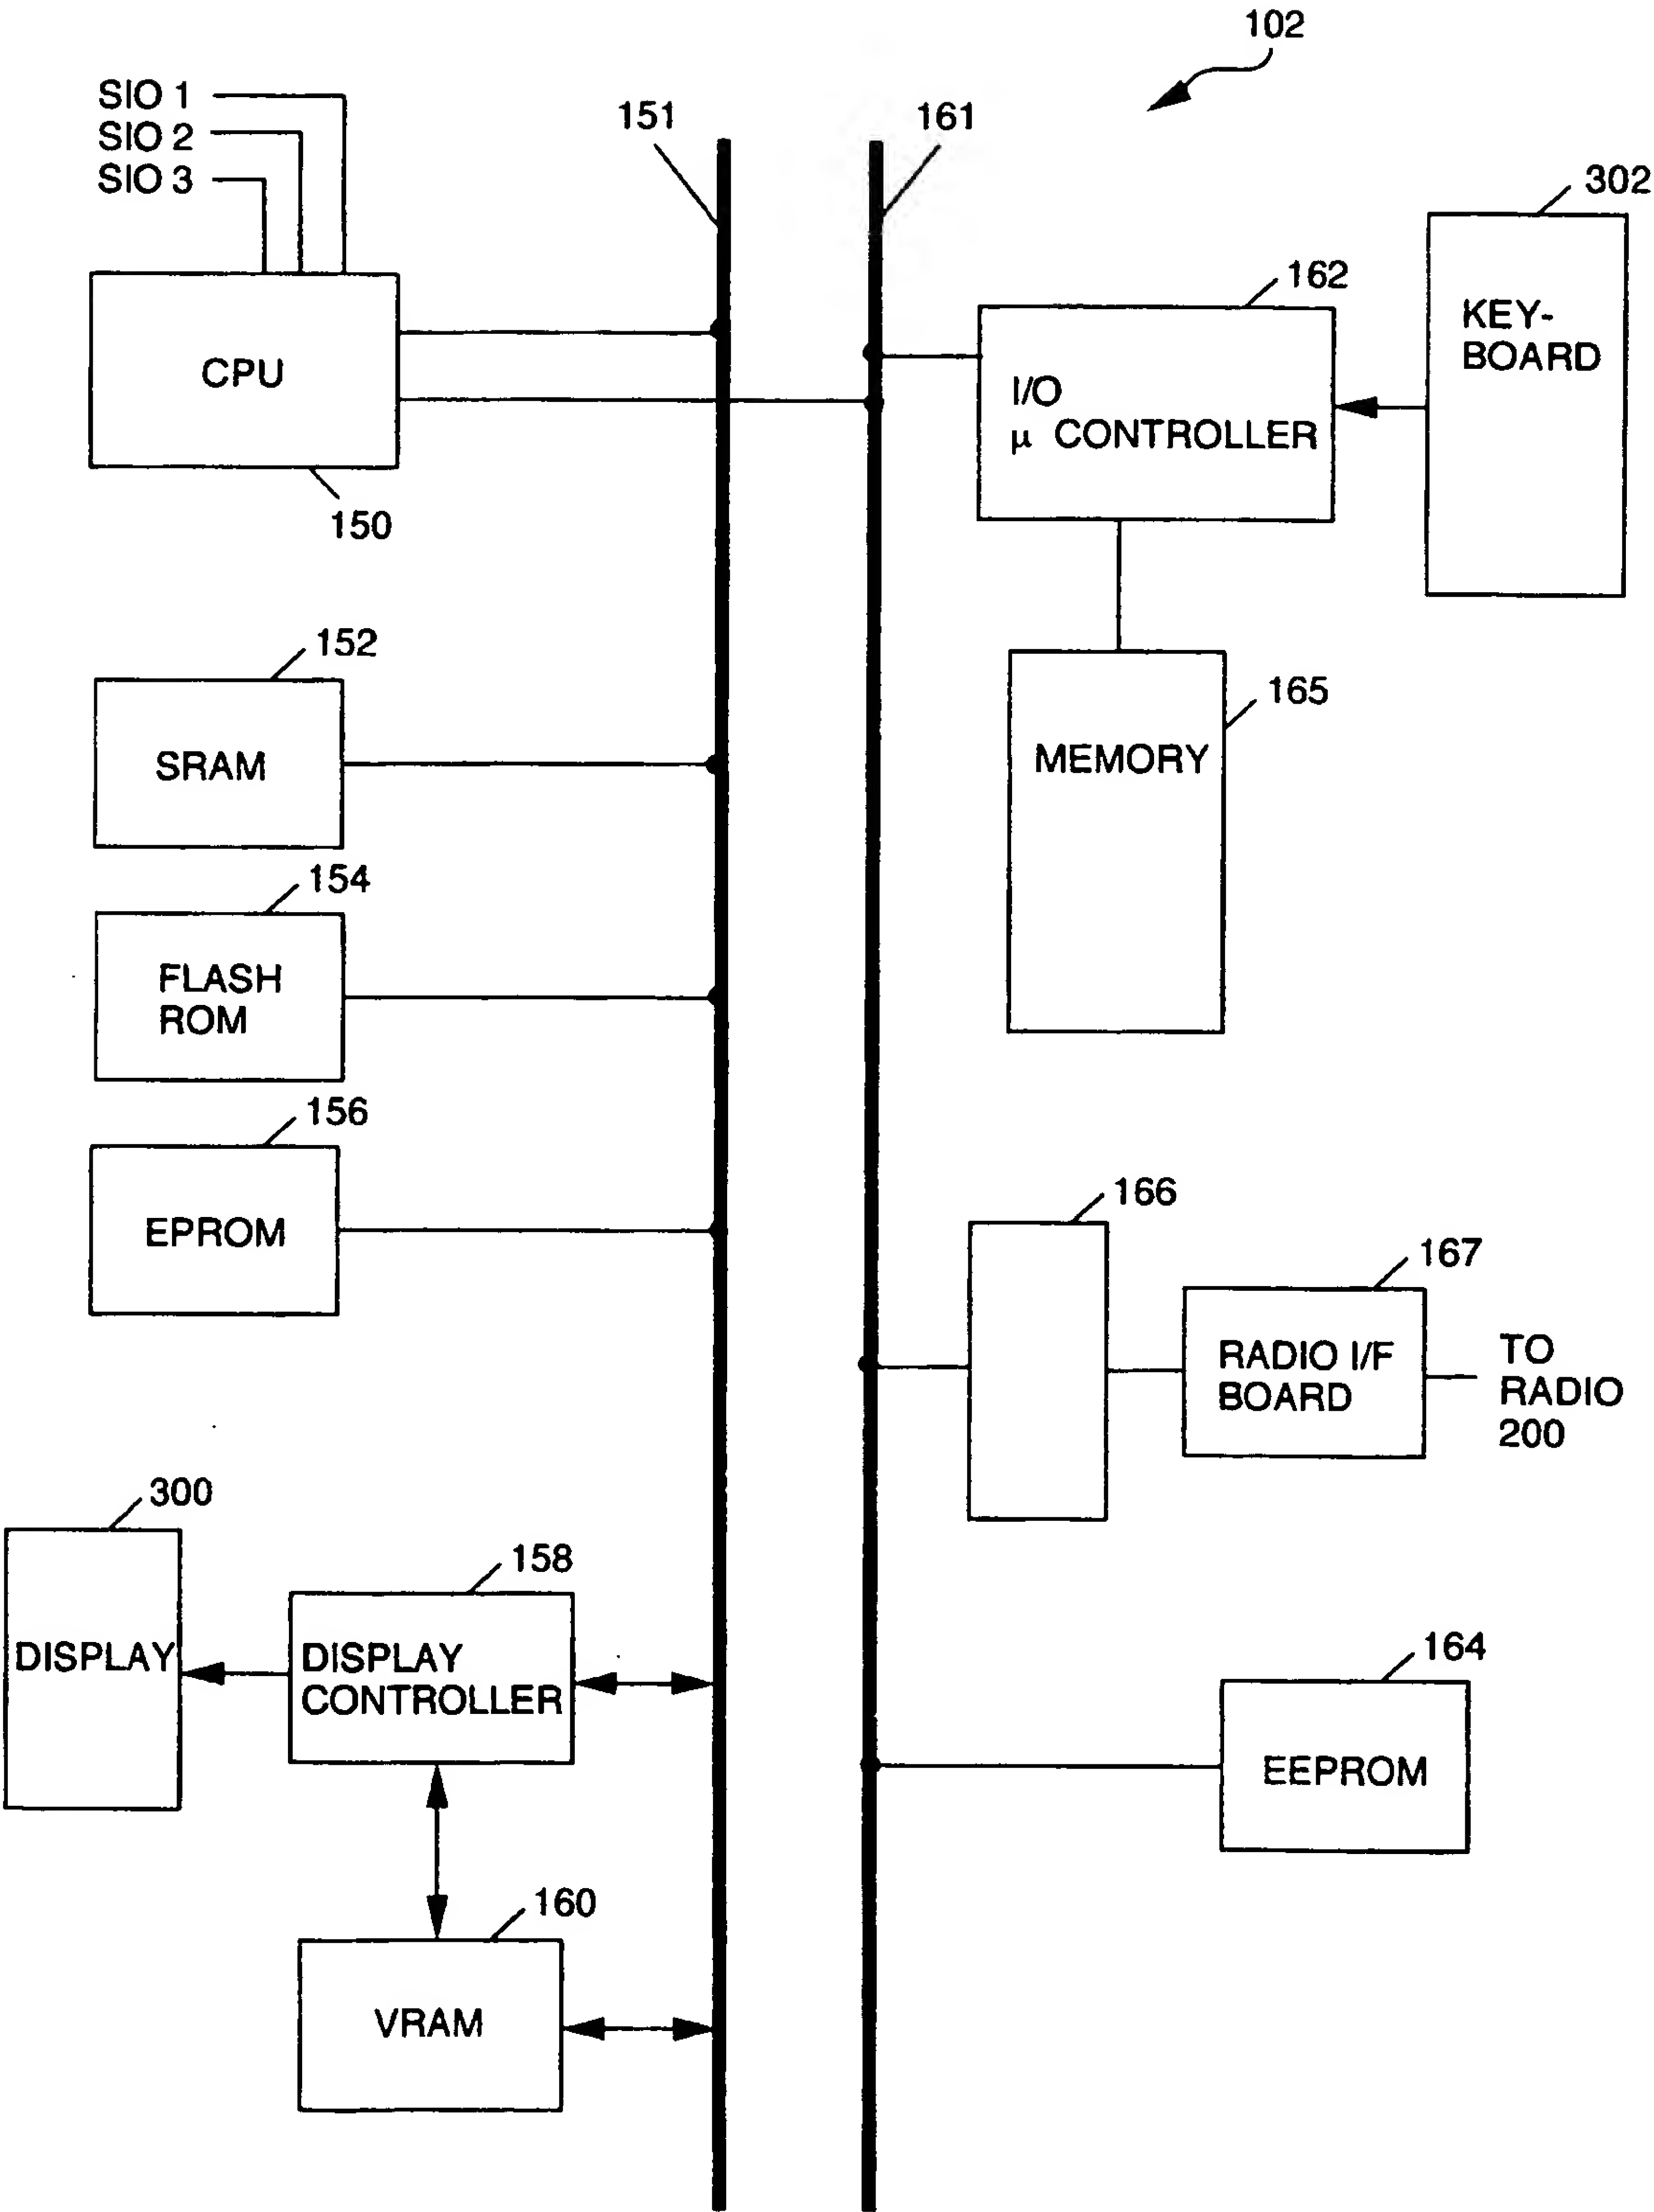 102
SIO 1
SIO 2
SIO 3
151
161
302
KEY-
BOARD
162
I/O
µ CONTROLLER
CPU
150
152
SRAM
165
MEMORY
154
FLASH
ROM
156
EPROM
166
167
RADIO I/F
BOARD
TO
RADIO
200
300
DISPLAY
158
DISPLAY
CONTROLLER
164
EEPROM
160
VRAM